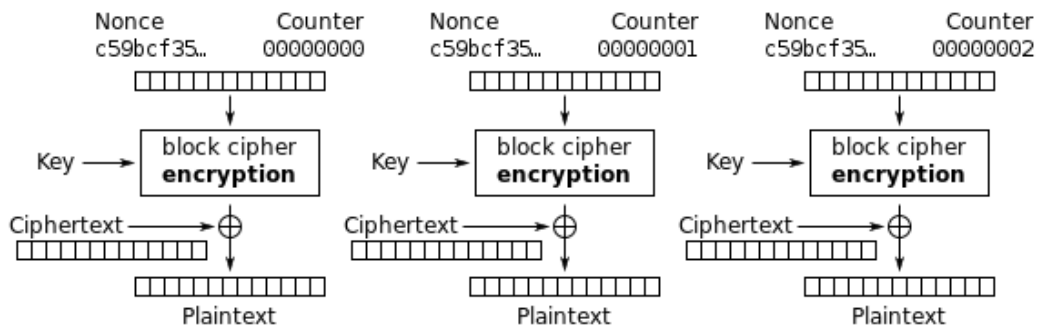 Nonce Counter Nonce Counter Nonce Counter
c59bcf35… 00000000 c59bcf35… 00000001 c59bcf35… 00000002
block cipher block cipher block cipher
Key Key Key
encryption encryption encryption
Ciphertext Ciphertext Ciphertext
Plaintext Plaintext Plaintext